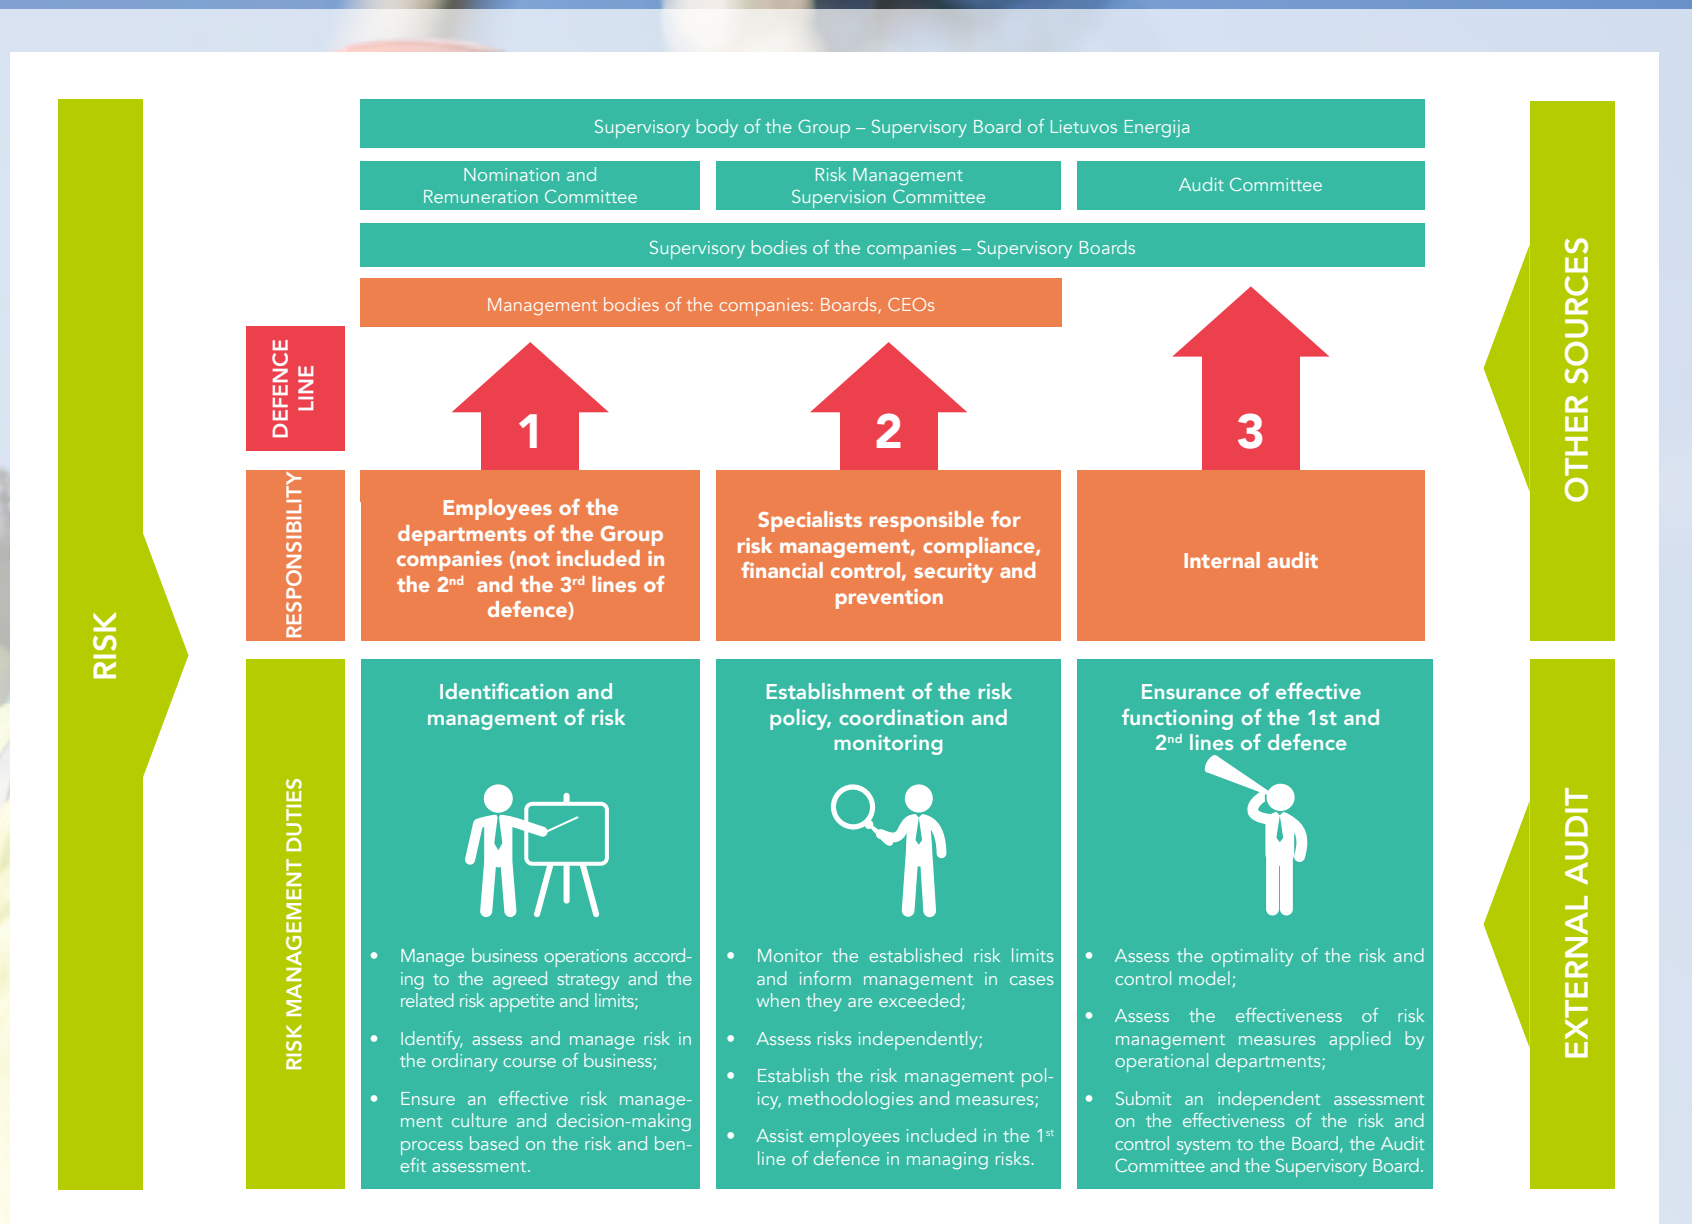 Supervisory body of the Group – Supervisory Board of Lietuvos Energija
Nomination and
Remuneration Committee
Risk Management
Supervision Committee
Audit Committee
Supervisory bodies of the companies – Supervisory Boards
Management bodies of the companies: Boards, CEOs
RISK
DEFENCE
LINE
1
2
3
RESPONSIBILITY
Employees of the
departments of the Group
companies (not included in
the 2nd and the 3rd lines of
defence)
Specialists responsible for
risk management, compliance,
financial control, security and
prevention
Internal audit
RISK MANAGEMENT DUTIES
Identification and
management of risk
• Manage business operations accord-
ing to the agreed strategy and the
related risk appetite and limits;
• Identify, assess and manage risk in
the ordinary course of business;
• Ensure an effective risk manage-
ment culture and decision-making
process based on the risk and ben-
efit assessment.
Establishment of the risk
policy, coordination and
monitoring
• Monitor the established risk limits
and inform management in cases
when they are exceeded;
• Assess risks independently;
• Establish the risk management pol-
icy, methodologies and measures;
• Assist employees included in the 1st
line of defence in managing risks.
Ensurance of effective
functioning of the 1st and
2nd lines of defence
• Assess the optimality of the risk and
control model;
• Assess the effectiveness of risk
management measures applied by
operational departments;
• Submit an independent assessment
on the effectiveness of the risk and
control system to the Board, the Audit
Committee and the Supervisory Board.
OTHER SOURCES
EXTERNAL AUDIT